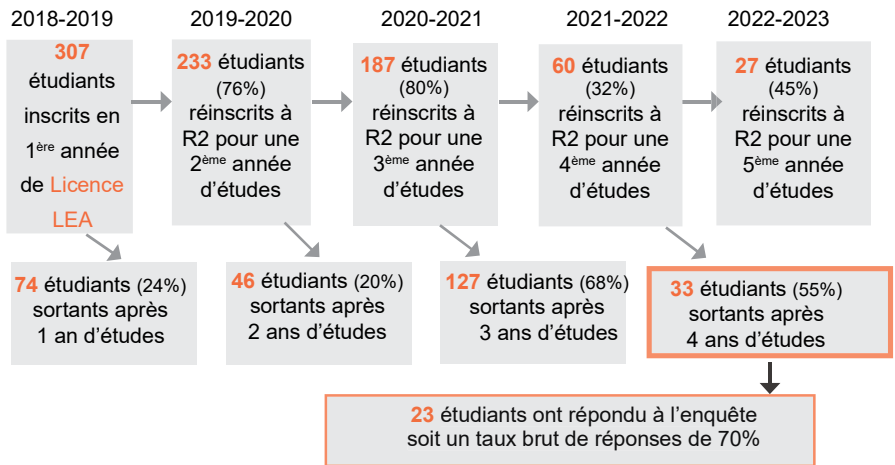 2018-2019
2019-2020
2020-2021
2021-2022
2022-2023
307
étudiants
inscrits en
1ère année
de Licence
LEA
233 étudiants
(76%)
réinscrits à
R2 pour une
2ème année
d’études
187 étudiants
(80%)
réinscrits à
R2 pour une
3ème année
d’études
60 étudiants
(32%)
réinscrits à
R2 pour une
4ème année
d’études
27 étudiants
(45%)
réinscrits à
R2 pour une
5ème année
d’études
74 étudiants (24%)
sortants après
1 an d’études
46 étudiants (20%)
sortants après
2 ans d’études
127 étudiants (68%)
sortants après
3 ans d’études
33 étudiants (55%)
sortants après
4 ans d’études
23 étudiants ont répondu à l’enquête
soit un taux brut de réponses de 70%